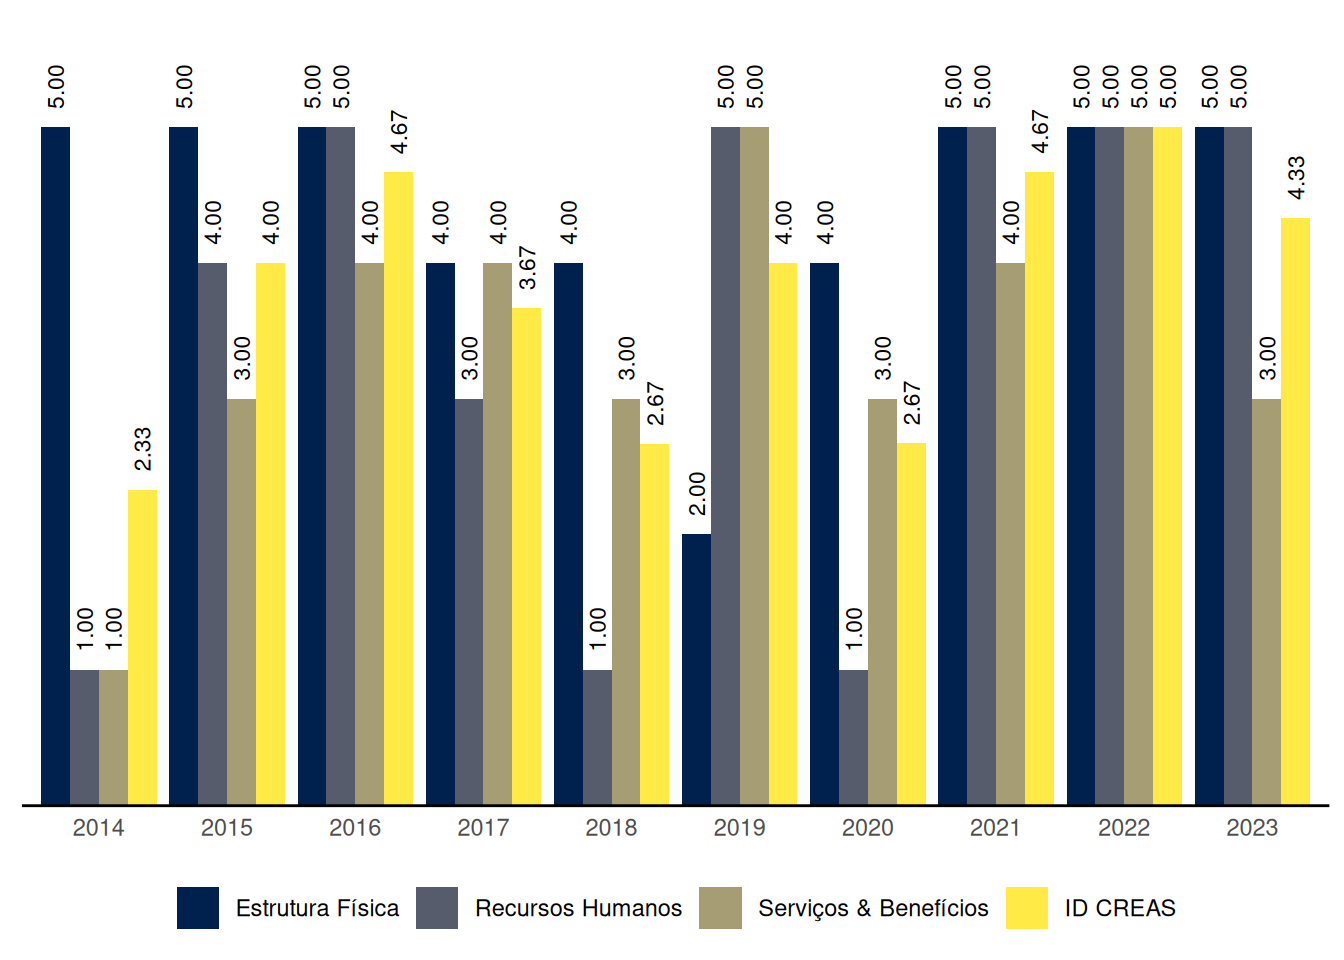 5.00 1.00 1.00 2.33
5.00 4.00 3.00 4.00
5.00 5.00 4.00 4.67
4.00 3.00 4.00 3.67
4.00 1.00 3.00 2.67
2.00 5.00 5.00 4.00
4.00 1.00 3.00 2.67
5.00 5.00 4.00 4.67
5.00 5.00 5.00 5.00
5.00 5.00 3.00 4.33
2014 2015 2016 2017 2018 2019 2020 2021 2022 2023
Estrutura Física Recursos Humanos Serviços & Benefícios ID CREAS